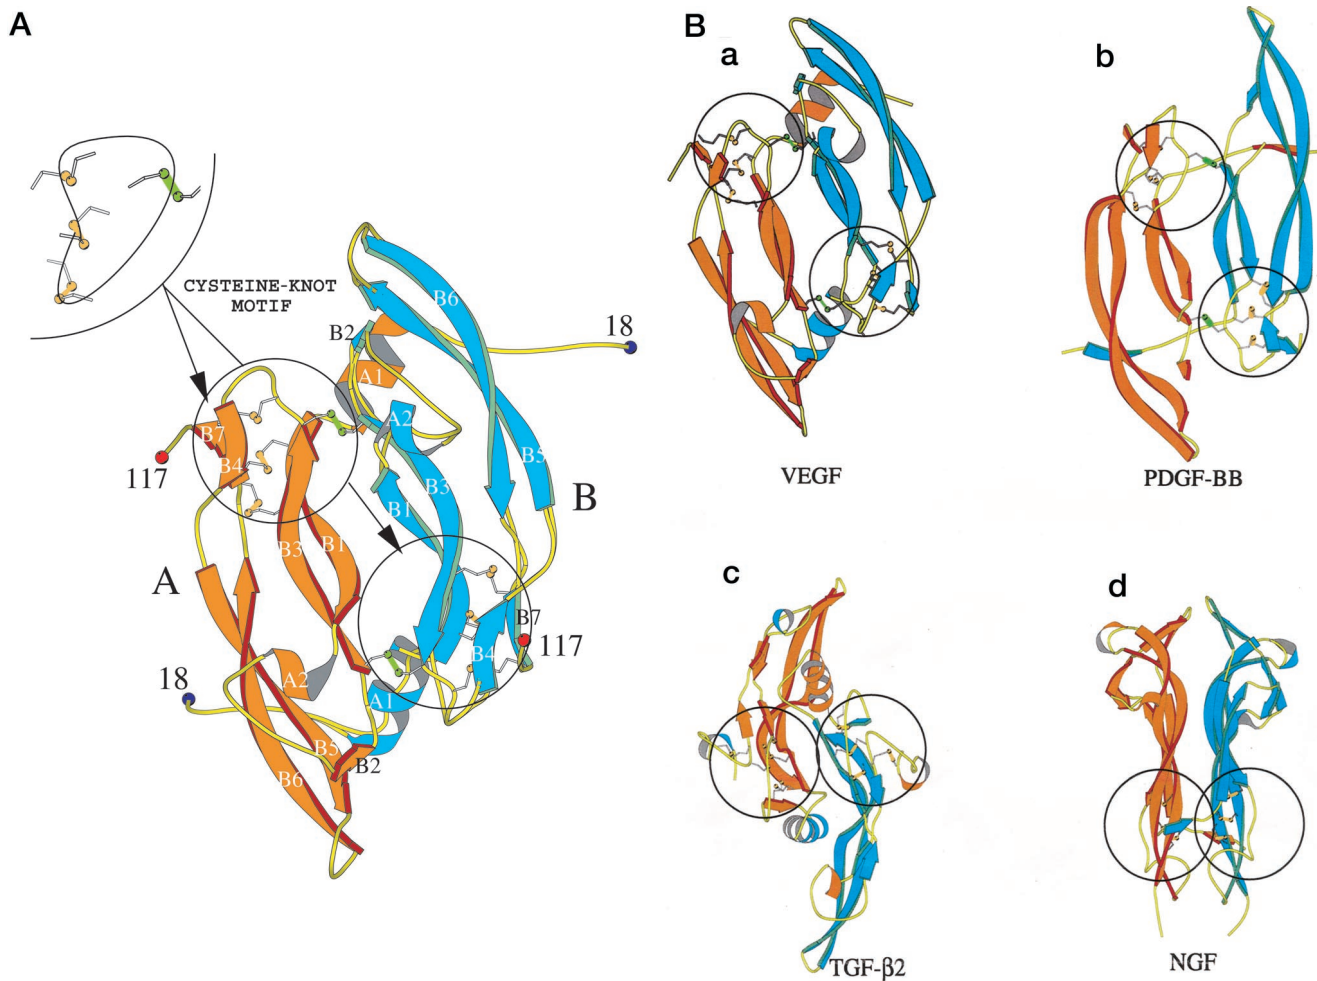 A
B
a
b
CYSTEINE-KNOT
MOTIF
B6
B2
18
A1
A2
B7
B4
117
B5
B3
B1
B
B3
B1
A
B7
117
B4
18
A2
A1
B5
B2
B6
VEGF
PDGF-BB
c
d
TGF-β2
NGF